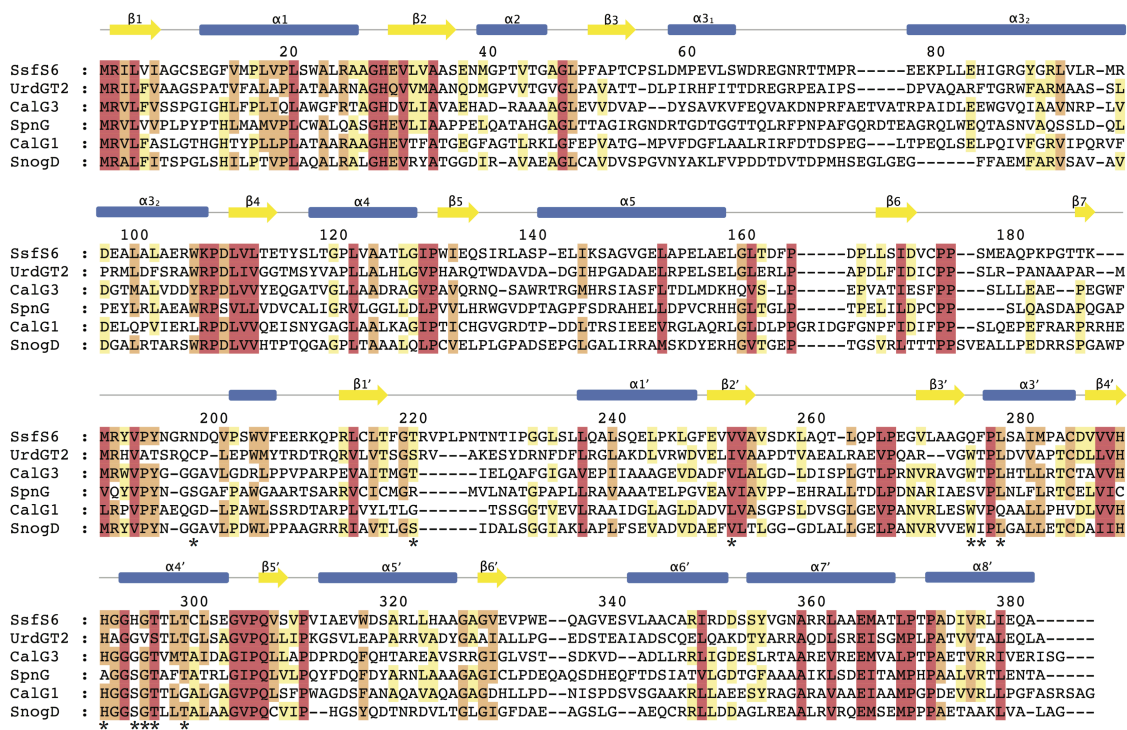 β1 α1 β2 α2 β3 α3₁ α3₂
20 40 60 80
SsfS6 : MRILVIAGCSEGFVMPLVPLSWALRAAGHEVLVAASENMGPTVTGAGLPFAPTCPSLDMPEVLSWDREGNRTTMPR-----EEKPLLEHIGRGYGRLVLR-MR
UrdGT2 : MRILFVAAGSPATVFALAPLATAARNAGHQVVMAANQDMGPVVTGVGLPAVATT-DLPIRHFITTDREGRPEAIPS-----DPVAQARFTGRWFARMAAS-SL
CalG3 : MRVLFVSSPGIGHLFPLIQLAWGFRTAGHDVLIAVAEHAD-RAAAAGLEVVDVAP-DYSAVKVFEQVAKDNPRFAETVATRPAIDLEEWGVQIAAVNRP-LV
SpnG : MRVLVVPLPYPTHLMAMVPLCWALQASGHEVLIAAPPELQATAHGAGLTTAGIRGNDRTGDTGGTTQLRFPNPAFGQRDTEAGRQLWEQTASNVAQSSLD-QL
CalG1 : MRVLFASLGTHGHTYPLLPLATAARAAGHEVTFATGEGFAGTLRKLGFEPVATG-MPVFDGFLAALRIRFDTDSPEG--LTPEQLSELPQIVFGRVIPQRVF
SnogD : MRALFITSPGLSHILPTVPLAQALRALGHEVRYATGGDIR-AVAEAGLCAVDVSPGVNYAKLFVPDDTDVTDPMHSEGLGEG-------FFAEMFARVSAV-AV
α3₂ β4 α4 β5 α5 β6 β7
100 120 140 160 180
SsfS6 : DEALALAERWKPDLVLTETYSLTGPLVAATLGIPWIEQSIRLASP-ELIKSAGVGELAPELAELGLTDFP-----DPLLSIDVCPP--SMEAQPKPGTTK---
UrdGT2 : PRMLDFSRAWRPDLIVGGTMSYVAPLLALHLGVPHARQTWDAVDA-DGIHPGADAELRPELSELGLERLP-----APDLFIDICPP--SLR-PANAAPAR--M
CalG3 : DGTMALVDDYRPDLVVYEQGATVGLLAADRAGVPAVQRNQ-SAWRTRGMHRSIASFLTDLMDKHQVS-LP-----EPVATIESFPP--SLLLEAE-PEGWF
SpnG : PEYLRLAEAWRPSVLLVDVCALIGRVLGGLLDLPVVLHRWGVDPTAGPFSDRAHELLDPVCRHHGLTGLP-----TPELILDPCPP--SLQASDAPQGA
CalG1 : DELQPVIERLRPDLVVQEISNYGAGLAALKAGIPTICHGVGRDTP-DDLTRSIEEEVRGLAQRLGLDLPPGRIDGFGNPFIDIFPP--SLQEPEFRARPRRHE
SnogD : DGALRTARSWRPDLVVHTPTQGAGPLTAAALQLPCVELPLGPADSEPGLGALIRRAMSKDYERHGVTGEP-----TGSVRLTTTPPSVEALLPEDRRSPGAWP
β1' α1' β2' β3' α3' β4'
200 220 240 260 280
SsfS6 : MRYVPYNGRNDQVPSWVFEERKQPRLCLTFGTRVPLPNTNTIPGGLSLLQALSQELPKLGFEVVVAVSDKLAQT-LQPLPEGVLAAGQFPLSAIMPACDVVVH
UrdGT2 : MRHVATSRQCP-LEPWMYTRDTRQRVLVTSGSRV---AKESYDRNFDFLRGLAKDLVRWDVELIVAAPDTVAEALRAEVPQAR---VGWTPLDVVAPTCDLLVH
CalG3 : MRWVPYG-GGAVLGDRLPPVPARPEVAITMGT------IELQAFGIGAVEPIIAAAGEVDADFVLALGD-LDISPLGTLPRNVRAVGWTPLHTLLRTCTAVVH
SpnG : VQYVPYN-GSGAFPAWGAARTSARRVCICMGR------MVLNATGPAPLLRAVAAATELPGVEAVIAVPP-EHRALLTDLPDNARIAESVPLNLFLRTCELVIC
CalG1 : LRPVPFAEQGD-LPAWLSSRDTARPLVYLTLG------TSSGGTVEVLRAAIDGLAGLDADVLVASGPSLDVSGLGEVPANVRLESWVPQAALLPHVDLVVH
SnogD : MRYVPYN-GGAVLPDWLPPAAGRRRIAVTLGS------IDALSGGIAKLAPLFSEVADVDAEFVLTLGG-GDLALLGELPANVRVVEWIPLGALLETCDAIIH
* * * ** *
α4' β5' α5' β6' α6' α7' α8'
300 320 340 360 380
SsfS6 : HGGHGTTLTCLSEGVPQVSVPVIAEVWDSARLLHAAGAGVEVPWE--QAGVESVLAACARIRDDSSYVGNARRLAAEMATLPTPADIVRLIEQA-----
UrdGT2 : HAGGVSTLTGLSAGVPQLLIPKGSVLEAPARRVADYGAAIALLPG--EDSTEAIADSCQELQAKDTYARRAQDLSREISGMPLPATVVTALEQLA----
CalG3 : HGGGGTVMTAIDAGIPQLLAPDPRDQFQHTAREAVSRRGIGLVST--SDKVD--ADLLRRLIGDESLRTAAREVREEMVALPTPAETVRRIVERISG--
SpnG : AGGSGTAFTATRLGIPQLVLPQYFDQFDYARNLAAAGAGICLPDEQAQSDHEQFTDSIATVLGDTGFAAAAIKLSDEITAMPHPAALVRTLENTA----
CalG1 : HGGSGTTLGALGAGVPQLSFPWAGDSFANAQAVAQAGAGDHLLPD--NISPDSVSGAAKRLLAEESYRAGARAVAAEIAAMPGPDEVVRLLPGFASRSAG
SnogD : HGGSGTLLTALAAGVPQCVIP--HGSYQDTNRDVLTGLGIGFDAE--AGSLG--AEQCRRLLDDAGLREAALRVRQEMSEMPPPAETAAKLVA-LAG--
* *** *